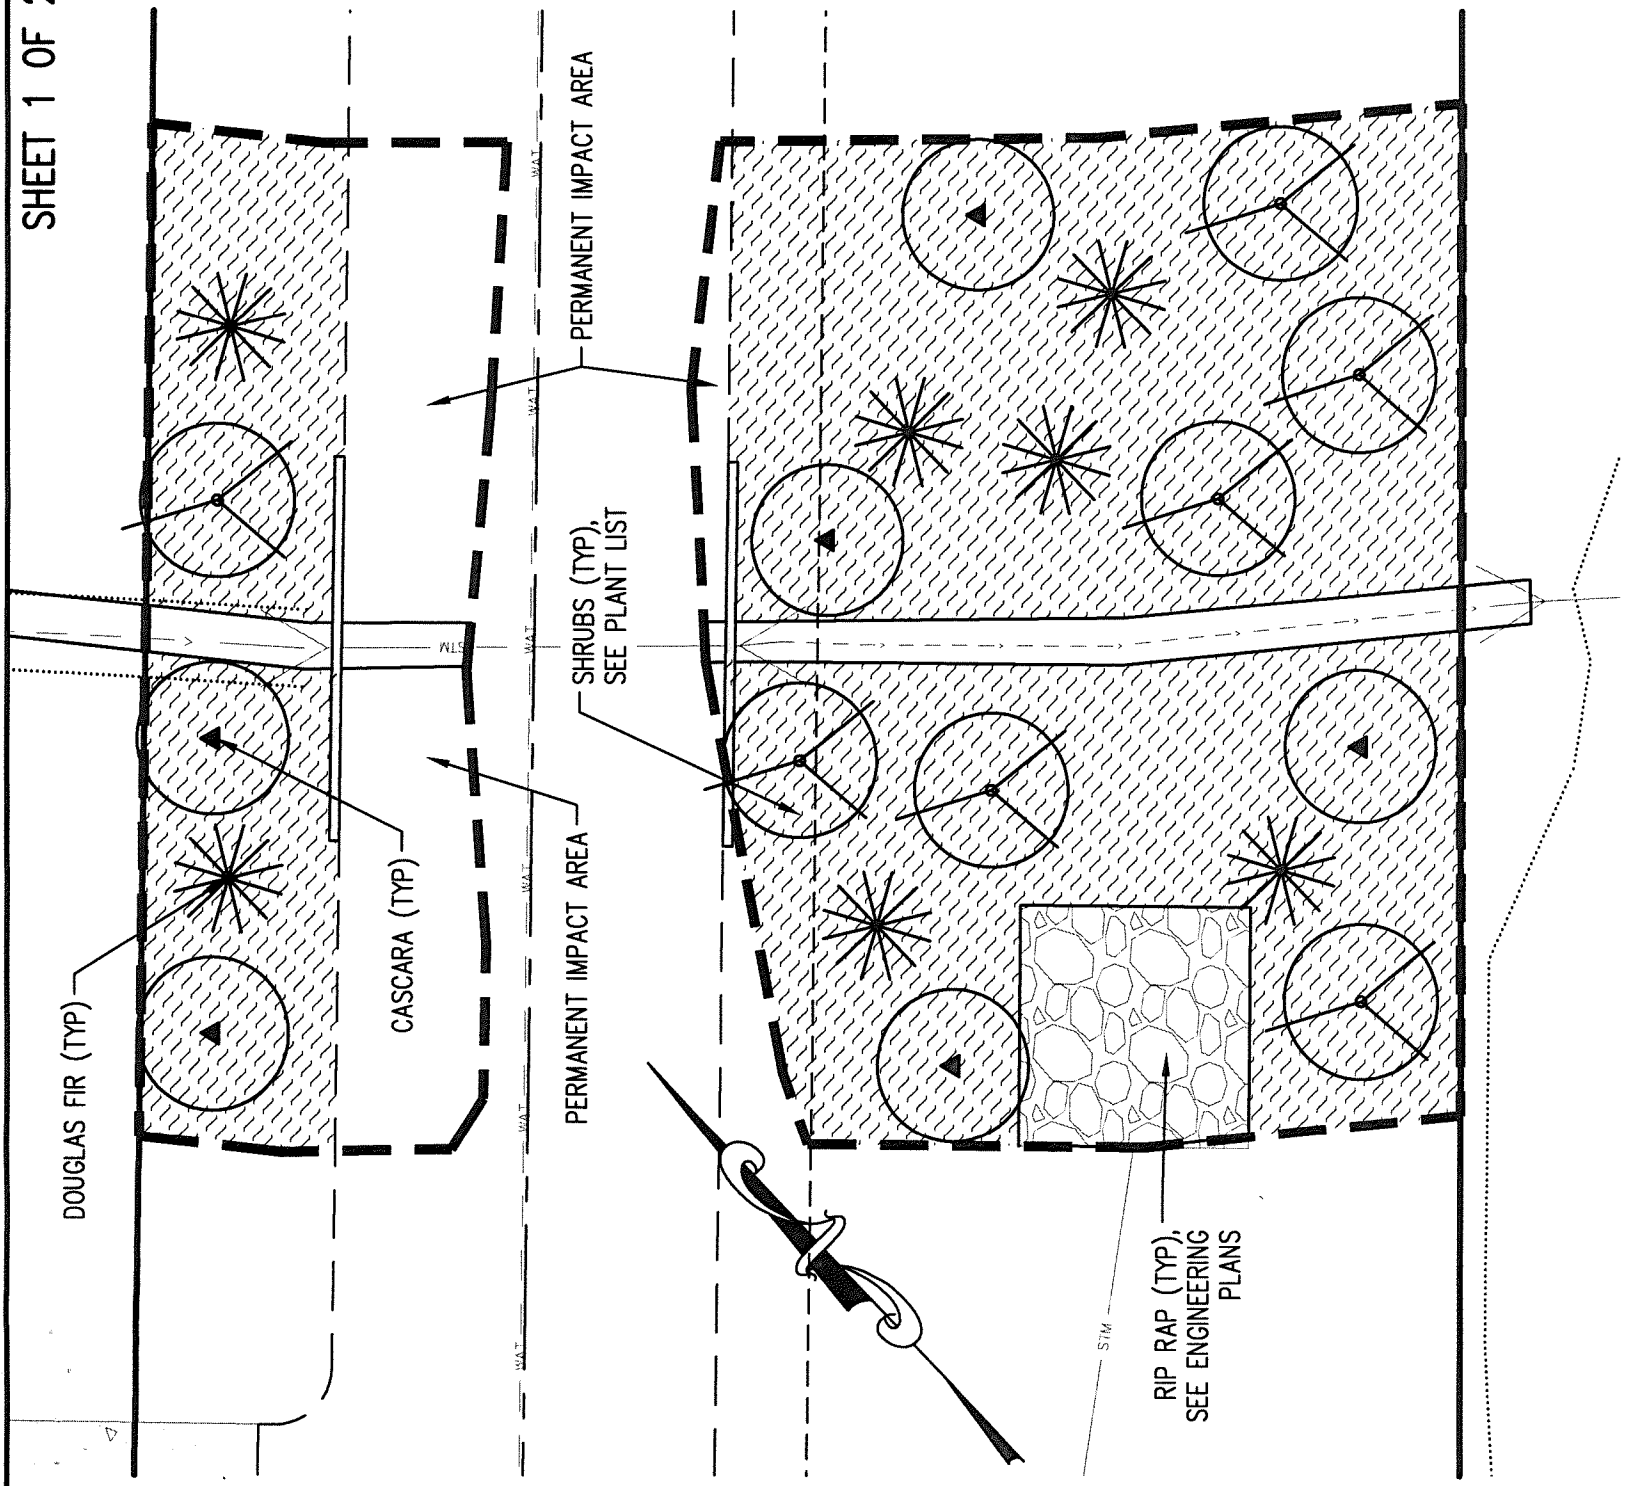 SHEET 1 OF 2
DOUGLAS FIR (TYP)
CASCARA (TYP)
PERMANENT IMPACT AREA
SHRUBS (TYP),
SEE PLANT LIST
PERMANENT IMPACT AREA
RIP RAP (TYP),
SEE ENGINEERING
PLANS
STM
STM
WAT
WAT
WAT
WAT
WAT
WAT